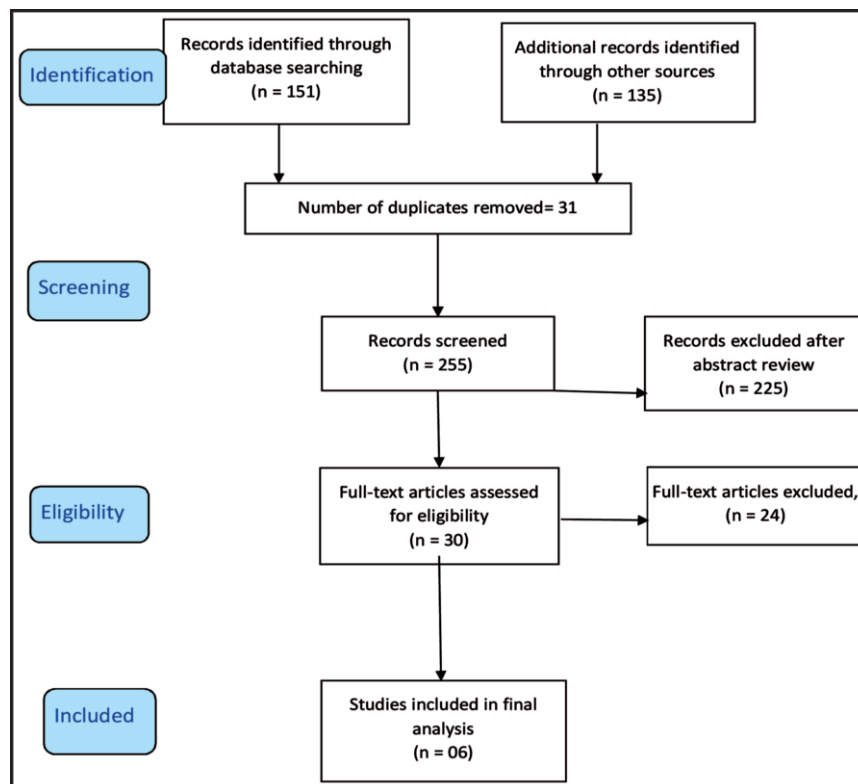 Identification
Records identified through
database searching
(n = 151)
Additional records identified
through other sources
(n = 135)
Number of duplicates removed= 31
Screening
Records screened
(n = 255)
Records excluded after
abstract review
(n = 225)
Eligibility
Full-text articles assessed
for eligibility
(n = 30)
Full-text articles excluded,
(n = 24)
Included
Studies included in final
analysis
(n = 06)